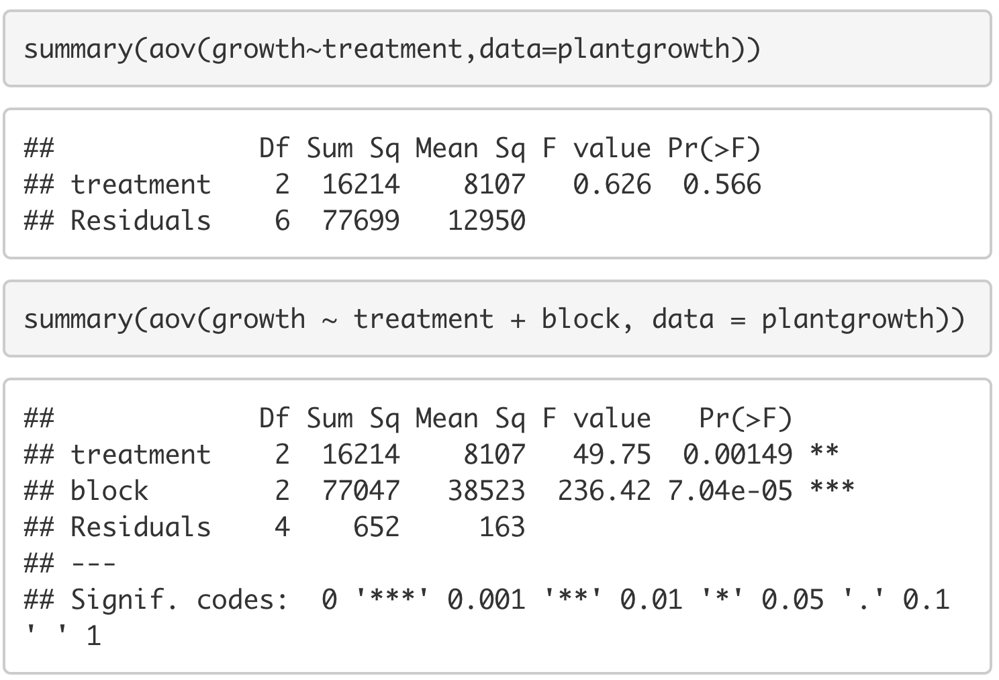 summary(aov(growth~treatment,data=plantgrowth))
##             Df Sum Sq Mean Sq F value Pr(>F)
## treatment    2  16214    8107   0.626  0.566
## Residuals    6  77699   12950
summary(aov(growth ~ treatment + block, data = plantgrowth))
##             Df Sum Sq Mean Sq F value   Pr(>F)
## treatment    2  16214    8107   49.75  0.00149 **
## block        2  77047   38523  236.42 7.04e-05 ***
## Residuals    4    652     163
## ---
## Signif. codes:  0 '***' 0.001 '**' 0.01 '*' 0.05 '.' 0.1
' ' 1